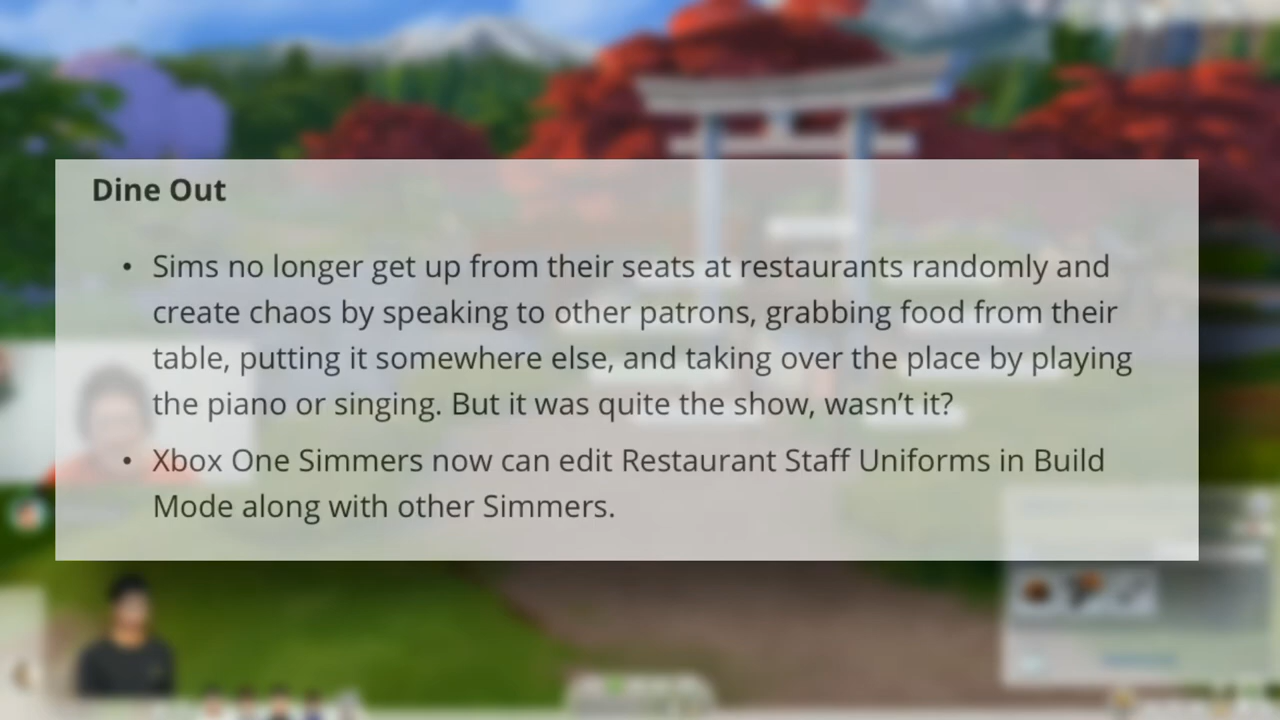 Dine Out
• Sims no longer get up from their seats at restaurants randomly and
create chaos by speaking to other patrons, grabbing food from their
table, putting it somewhere else, and taking over the place by playing
the piano or singing. But it was quite the show, wasn’t it?
• Xbox One Simmers now can edit Restaurant Staff Uniforms in Build
Mode along with other Simmers.